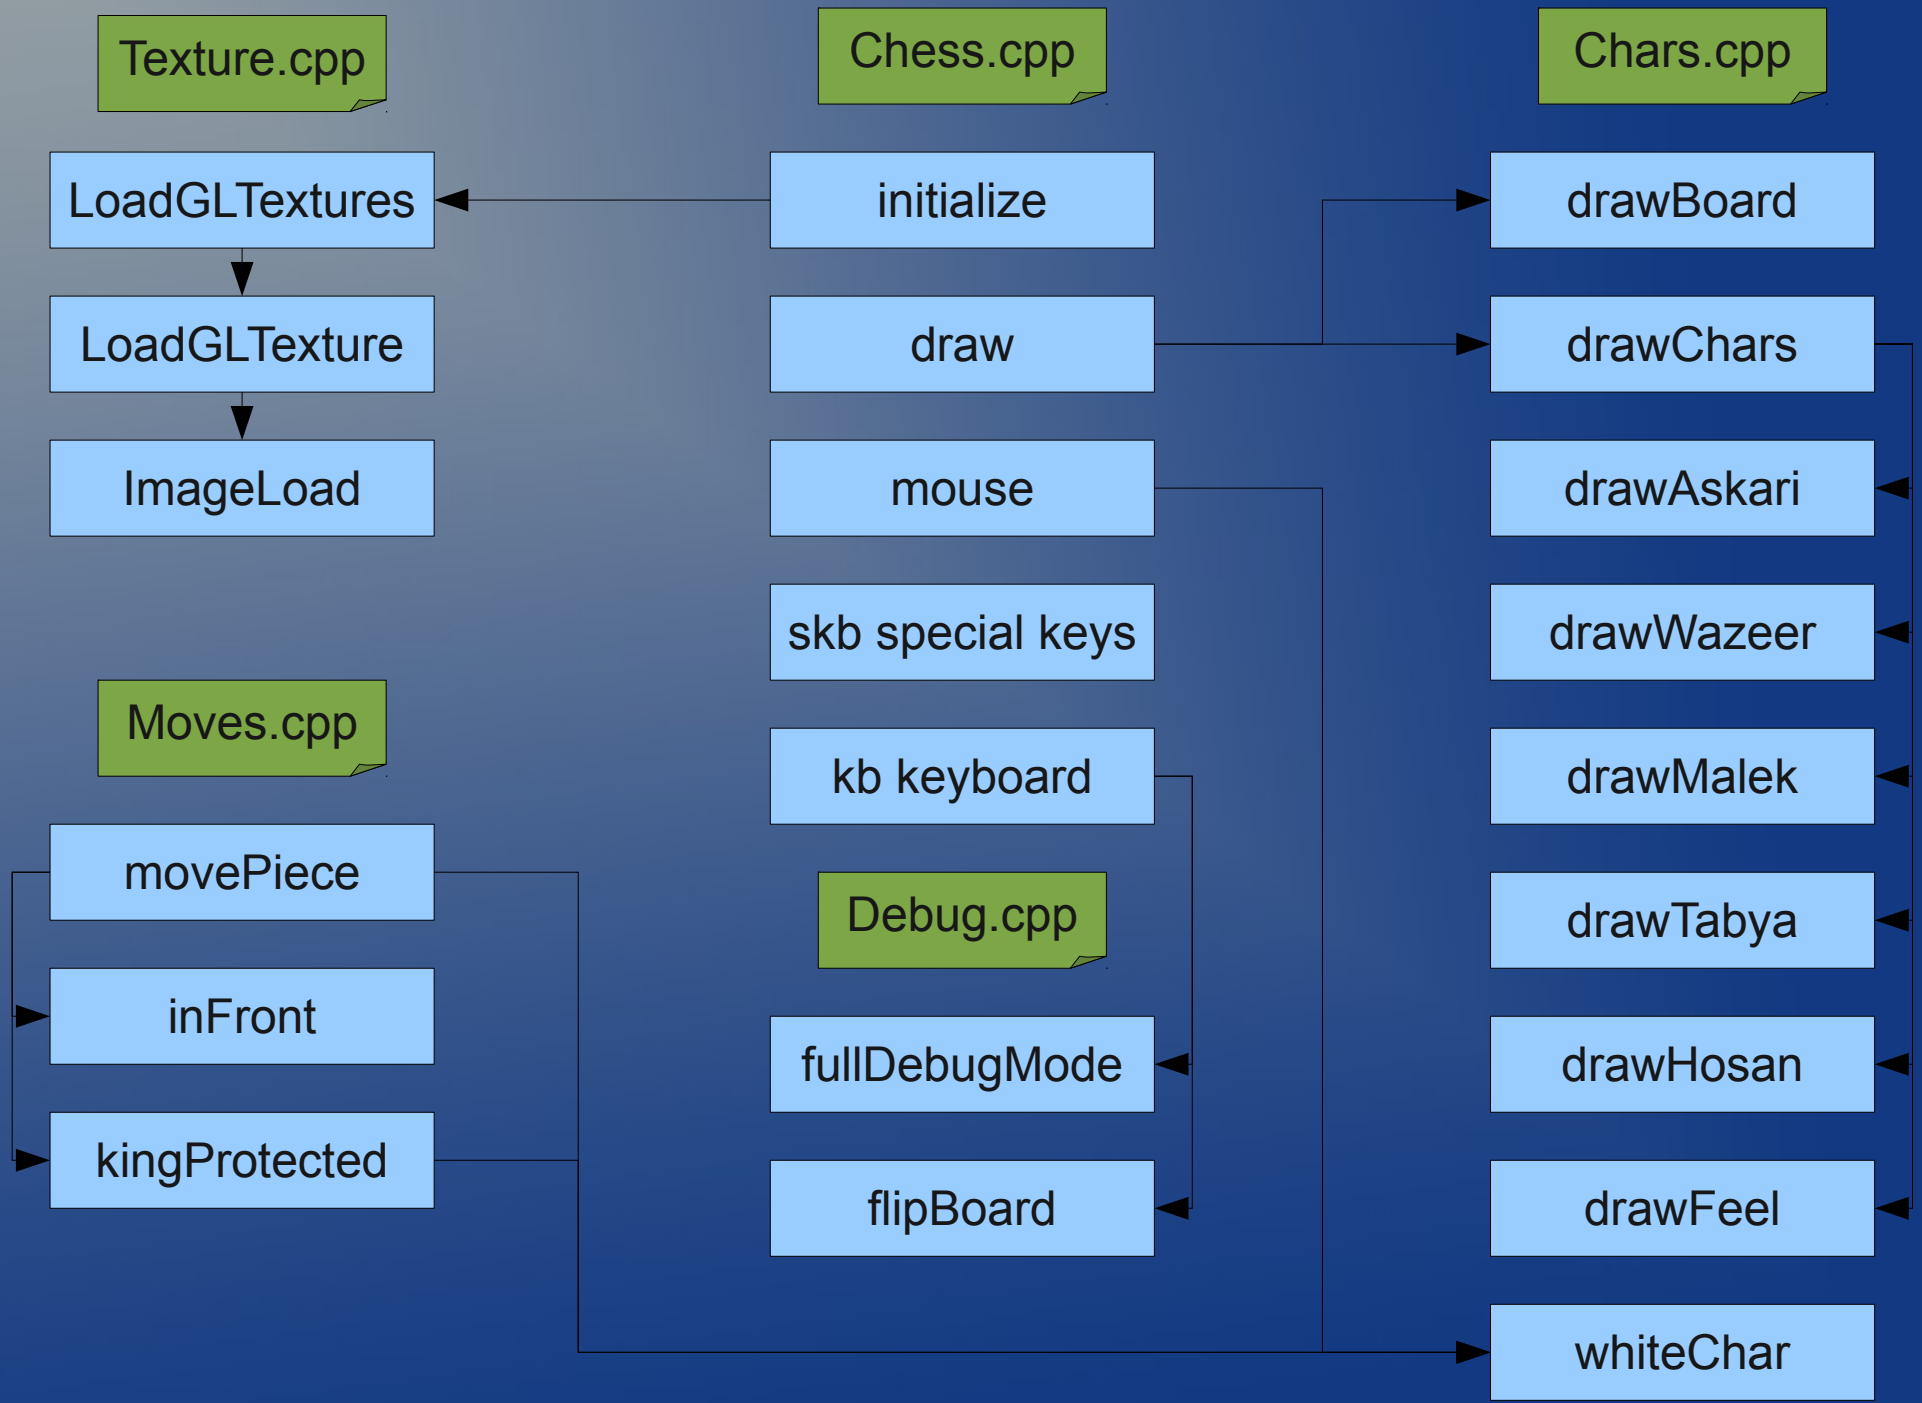 Texture.cpp
LoadGLTextures
LoadGLTexture
ImageLoad
Moves.cpp
movePiece
inFront
kingProtected
Chess.cpp
initialize
draw
mouse
skb special keys
kb keyboard
Debug.cpp
fullDebugMode
flipBoard
Chars.cpp
drawBoard
drawChars
drawAskari
drawWazeer
drawMalek
drawTabya
drawHosan
drawFeel
whiteChar